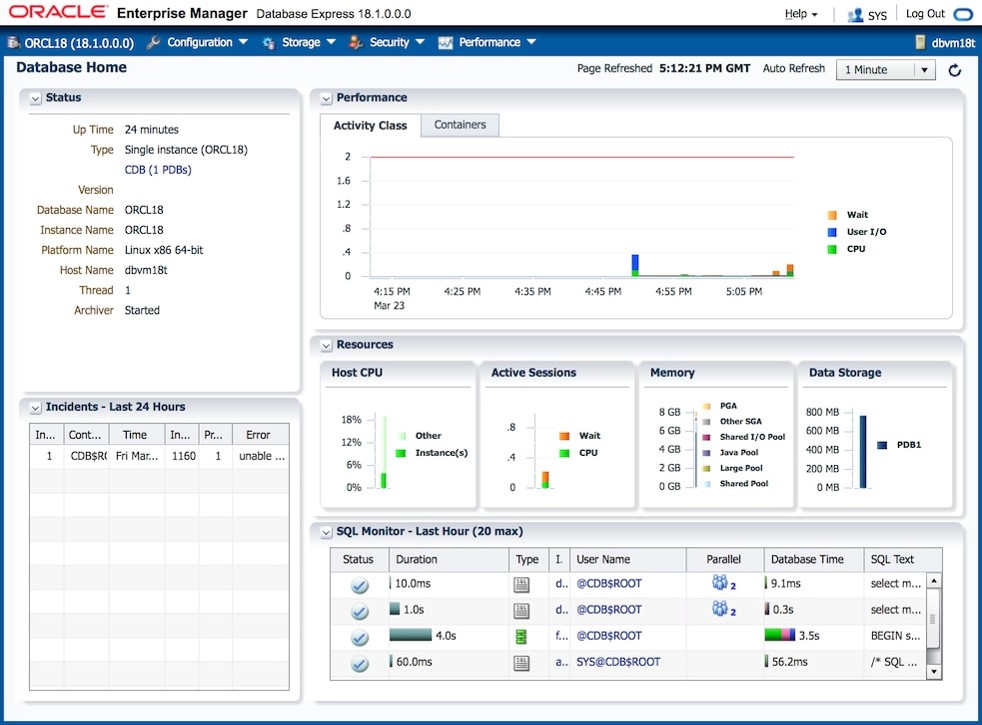 ORACLE Enterprise Manager Database Express 18.1.0.0.0 Help SYS Log Out
ORCL18 (18.1.0.0.0) Configuration Storage Security Performance dbvm18t
Database Home Page Refreshed 5:12:21 PM GMT Auto Refresh 1 Minute
Status
Up Time 24 minutes
Type Single instance (ORCL18)
CDB (1 PDBs)
Version
Database Name ORCL18
Instance Name ORCL18
Platform Name Linux x86 64-bit
Host Name dbvm18t
Thread 1
Archiver Started
Incidents - Last 24 Hours
In... Cont... Time In... Pr... Error
1 CDB$R( Fri Mar... 1160 1 unable ...
Performance
Activity Class Containers
2
1.6
1.2
.8
.4
0
4:15 PM 4:25 PM 4:35 PM 4:45 PM 4:55 PM 5:05 PM
Mar 23
Wait
User I/O
CPU
Resources
Host CPU
18%
12%
6%
0%
Other
Instance(s)
Active Sessions
.8
.4
0
Wait
CPU
Memory
8 GB
6 GB
4 GB
2 GB
0 GB
PGA
Other SGA
Shared I/O Pool
Java Pool
Large Pool
Shared Pool
Data Storage
800 MB
600 MB
400 MB
200 MB
0 MB
PDB1
SQL Monitor - Last Hour (20 max)
Status Duration Type I. User Name Parallel Database Time SQL Text
10.0ms d.. @CDB$ROOT 2 9.1ms select m...
1.0s d.. @CDB$ROOT 2 0.3s select m...
4.0s f... @CDB$ROOT 3.5s BEGIN s...
60.0ms a.. SYS@CDB$ROOT 56.2ms /* SQL ...